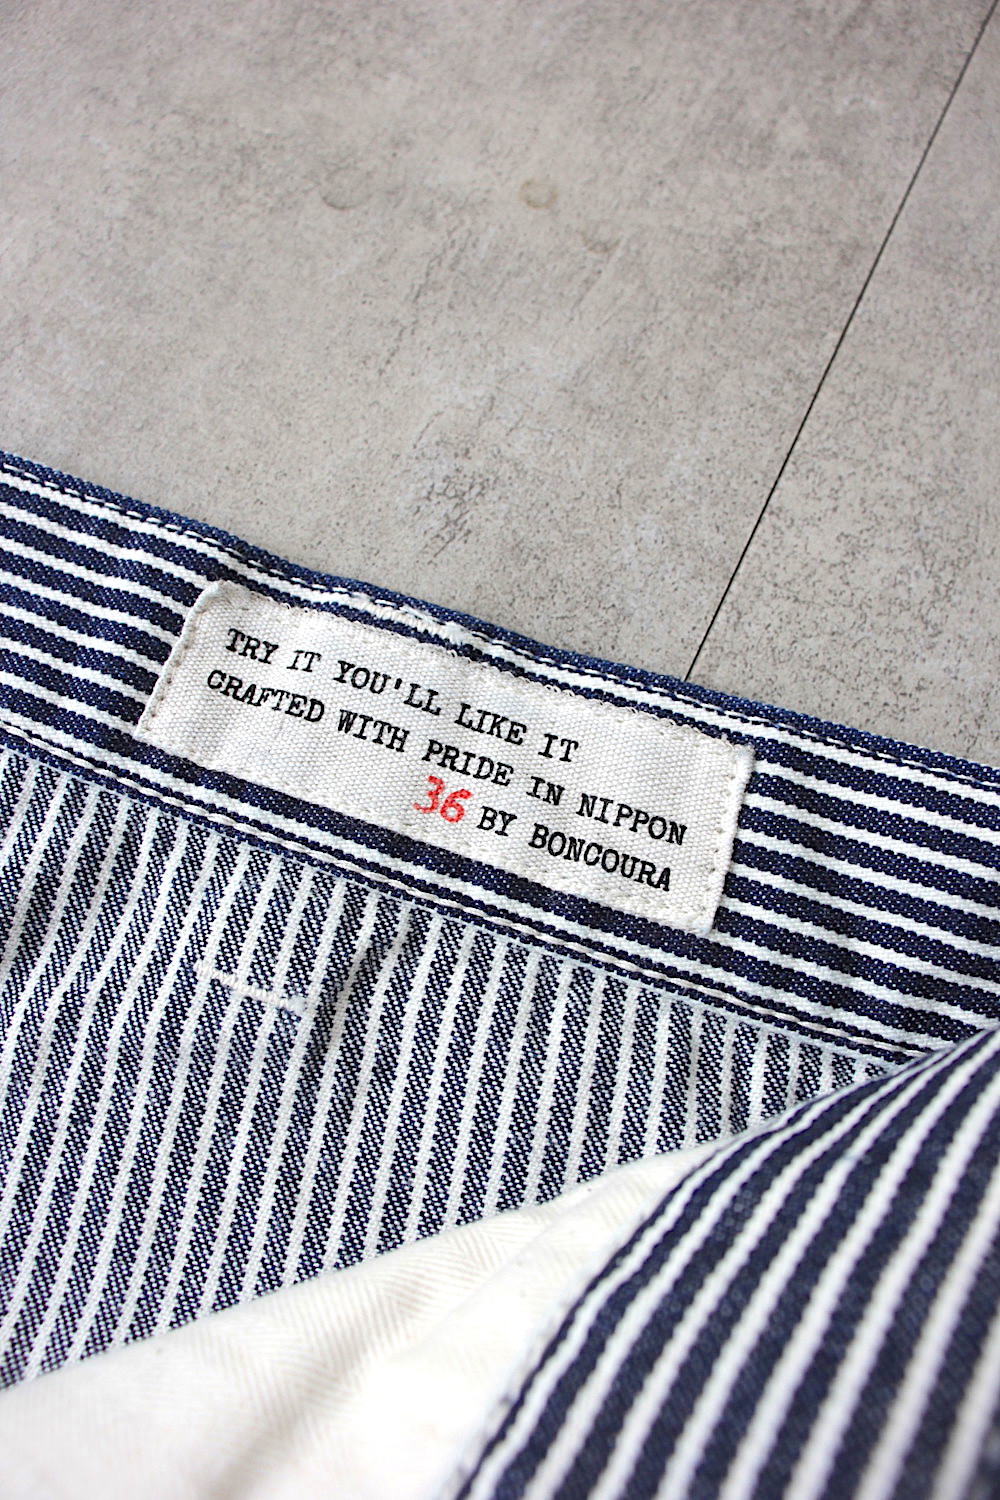 TRY IT YOU'LL LIKE IT
CRAFTED WITH PRIDE IN NIPPON
36 BY BONCOURA